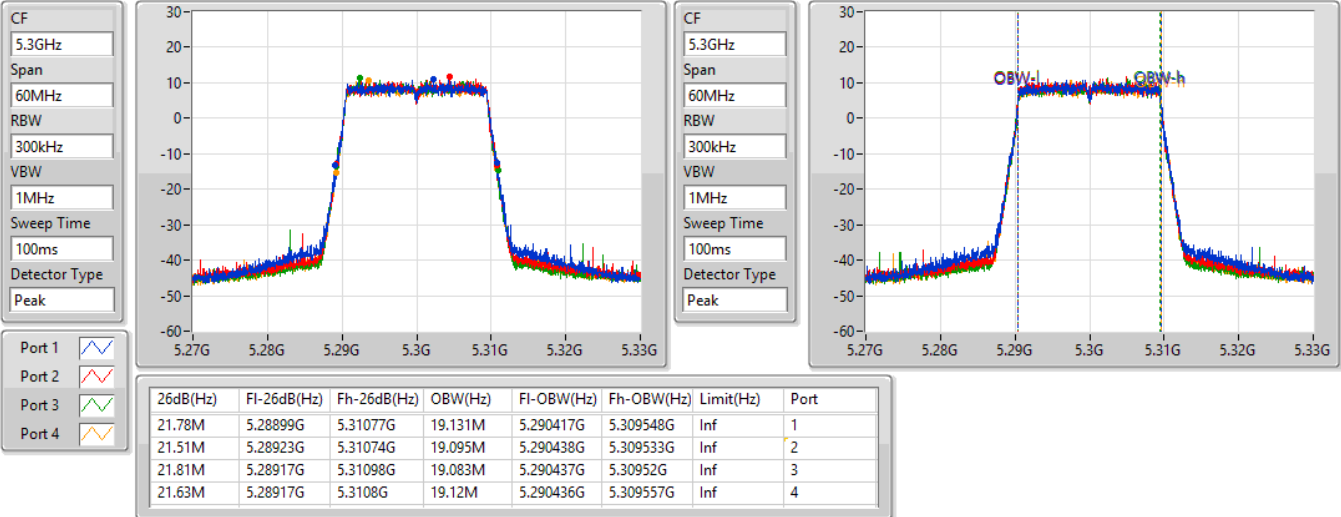 CF
5.3GHz
Span
60MHz
RBW
300kHz
VBW
1MHz
Sweep Time
100ms
Detector Type
Peak
30
20
10
0
-10
-20
-30
-40
-50
-60
5.27G 5.28G 5.29G 5.3G 5.31G 5.32G 5.33G
CF
5.3GHz
Span
60MHz
RBW
300kHz
VBW
1MHz
Sweep Time
100ms
Detector Type
Peak
30
20
10
0
-10
-20
-30
-40
-50
-60
OBW-l OBW-h
5.27G 5.28G 5.29G 5.3G 5.31G 5.32G 5.33G
Port 1
Port 2
Port 3
Port 4
26dB(Hz) Fl-26dB(Hz) Fh-26dB(Hz) OBW(Hz) Fl-OBW(Hz) Fh-OBW(Hz) Limit(Hz) Port
21.78M 5.28899G 5.31077G 19.131M 5.290417G 5.309548G Inf 1
21.51M 5.28923G 5.31074G 19.095M 5.290438G 5.309533G Inf 2
21.81M 5.28917G 5.31098G 19.083M 5.290437G 5.30952G Inf 3
21.63M 5.28917G 5.3108G 19.12M 5.290436G 5.309557G Inf 4